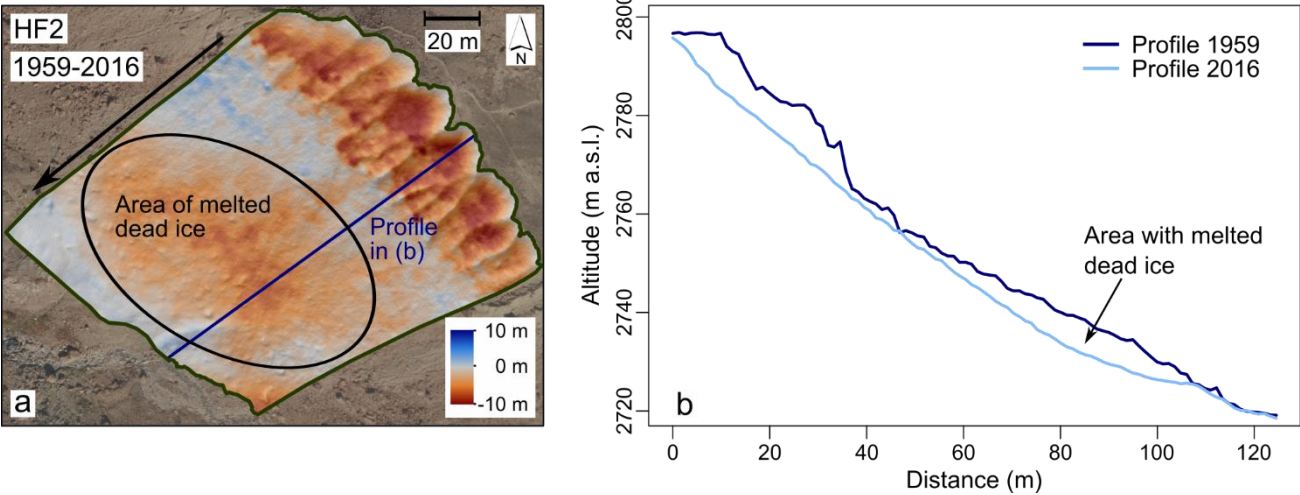 HF2
1959-2016
20 m
N
Area of melted
dead ice
Profile
in (b)
10 m
0 m
-10 m
a
Altitude (m a.s.l.)
2800
2780
2760
2740
2720
Profile 1959
Profile 2016
Area with melted
dead ice
b
0 20 40 60 80 100 120
Distance (m)